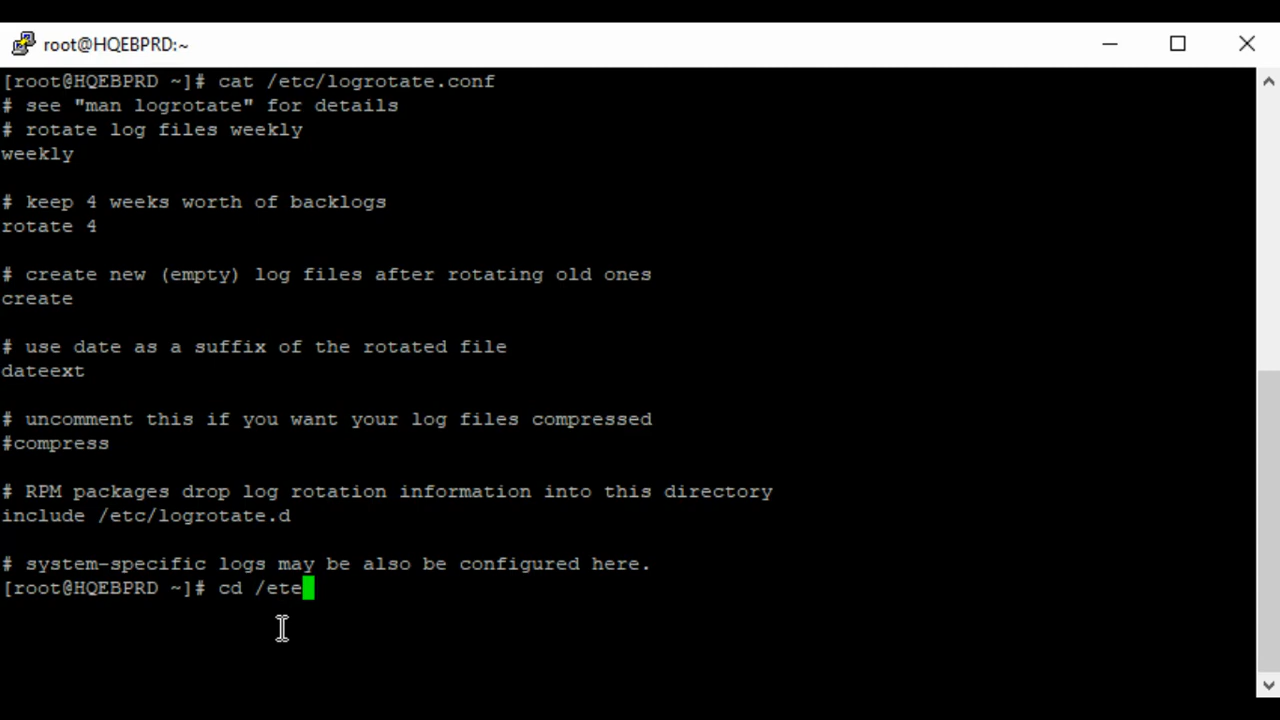 root@HQEBPRD:~
[root@HQEBPRD ~]# cat /etc/logrotate.conf
# see "man logrotate" for details
# rotate log files weekly
weekly
# keep 4 weeks worth of backlogs
rotate 4
# create new (empty) log files after rotating old ones
create
# use date as a suffix of the rotated file
dateext
# uncomment this if you want your log files compressed
#compress
# RPM packages drop log rotation information into this directory
include /etc/logrotate.d
# system-specific logs may be also be configured here.
[root@HQEBPRD ~]# cd /ete